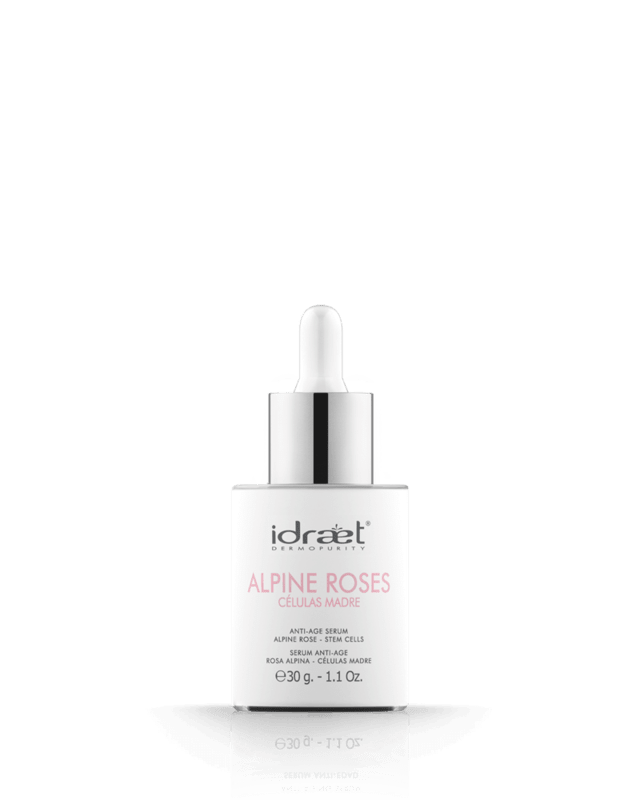 idraet®
DERMOPURITY
ALPINE ROSES
CÉLULAS MADRE
ANTI-AGE SERUM
ALPINE ROSE - STEM CELLS
SERUM ANTI-AGE
ROSA ALPINA - CÉLULAS MADRE
℮30 g. - 1.1 Oz.